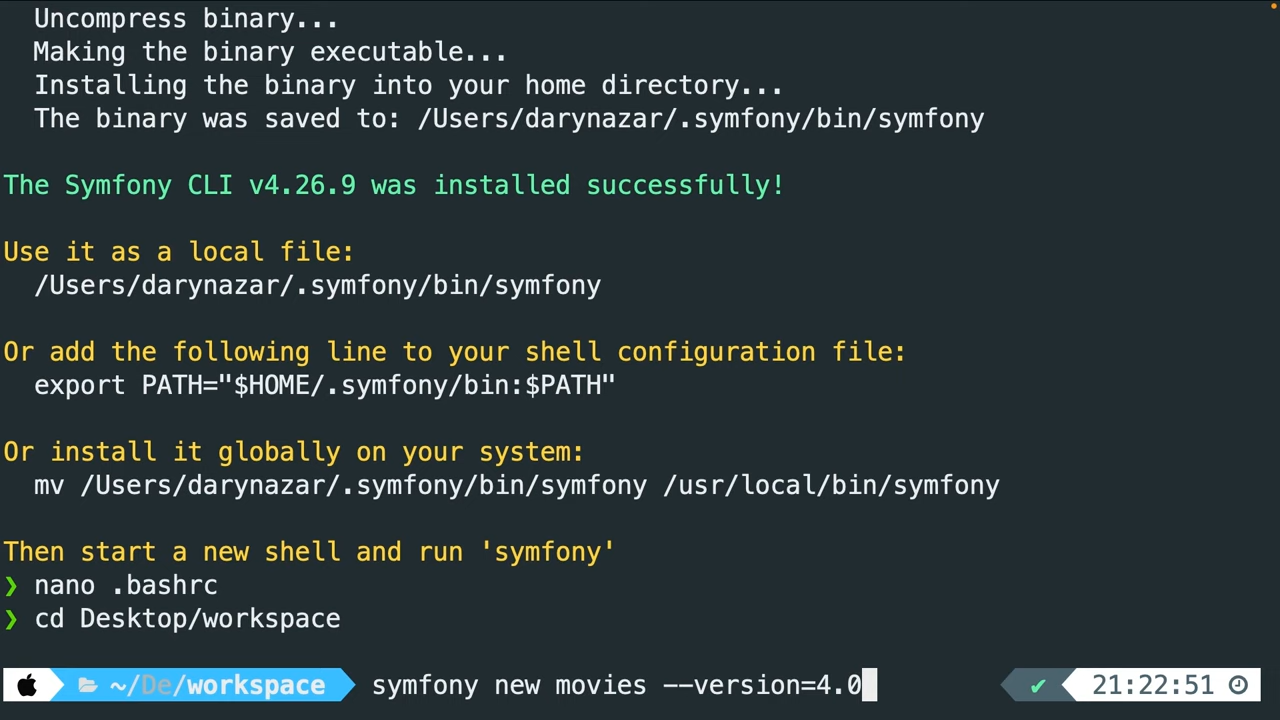 Uncompress binary...
Making the binary executable...
Installing the binary into your home directory...
The binary was saved to: /Users/darynazar/.symfony/bin/symfony
The Symfony CLI v4.26.9 was installed successfully!
Use it as a local file:
/Users/darynazar/.symfony/bin/symfony
Or add the following line to your shell configuration file:
export PATH="$HOME/.symfony/bin:$PATH"
Or install it globally on your system:
mv /Users/darynazar/.symfony/bin/symfony /usr/local/bin/symfony
Then start a new shell and run 'symfony'
❯ nano .bashrc
❯ cd Desktop/workspace
~/De/workspace symfony new movies --version=4.0 ✔ 21:22:51